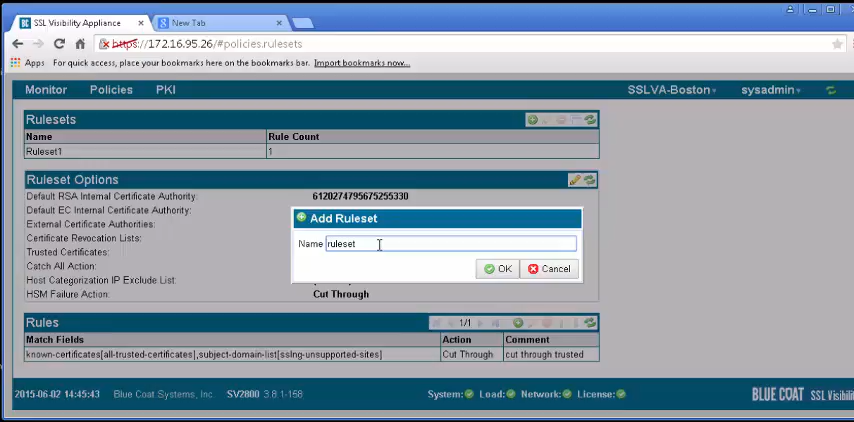 SSL Visibility Appliance × New Tab ×
https://172.16.95.26/#policies.rulesets
Apps For quick access, place your bookmarks here on the bookmarks bar. Import bookmarks now...
Monitor Policies PKI SSLVA-Boston sysadmin
Rulesets
Name Rule Count
Ruleset1 1
Ruleset Options
Default RSA Internal Certificate Authority: 6120274795675255330
Default EC Internal Certificate Authority:
External Certificate Authorities:
Certificate Revocation Lists:
Trusted Certificates:
Catch All Action:
Host Categorization IP Exclude List:
HSM Failure Action: Cut Through
Add Ruleset
Name ruleset
OK Cancel
Rules 1/1
Match Fields Action Comment
known-certificates[all-trusted-certificates],subject-domain-list[sslng-unsupported-sites] Cut Through cut through trusted
2015-06-02 14:45:43 Blue Coat Systems, Inc. SV2800 3.8.1-158 System: Load: Network: License: BLUE COAT SSL Visibili